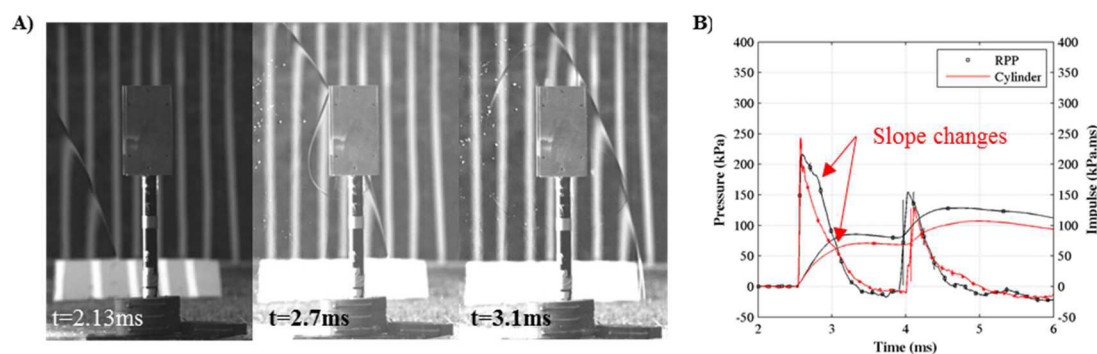 A)
t=2.13ms
t=2.7ms
t=3.1ms
B)
400
350
300
250
200
150
100
50
0
-50
Pressure (kPa)
RPP
Cylinder
Slope changes
400
350
300
250
200
150
100
50
0
-50
Impulse (kPa.ms)
2
3
4
5
6
Time (ms)